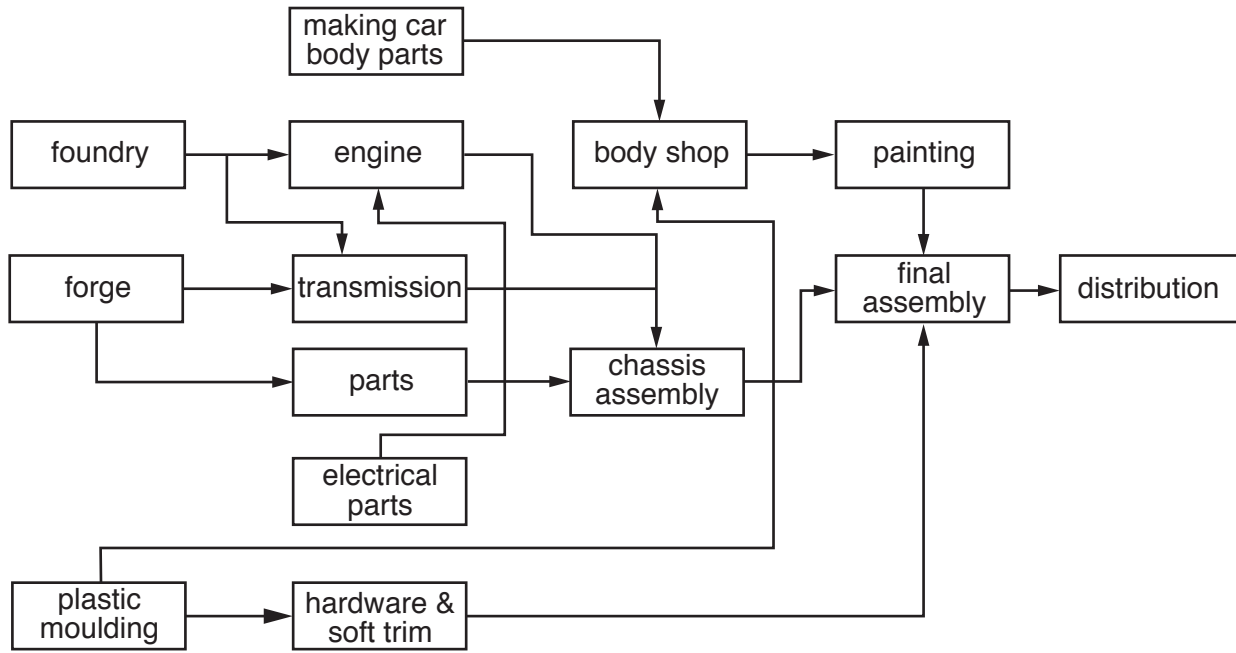 making car
body parts
foundry
engine
body shop
painting
forge
transmission
final
assembly
distribution
parts
chassis
assembly
electrical
parts
plastic
moulding
hardware &
soft trim